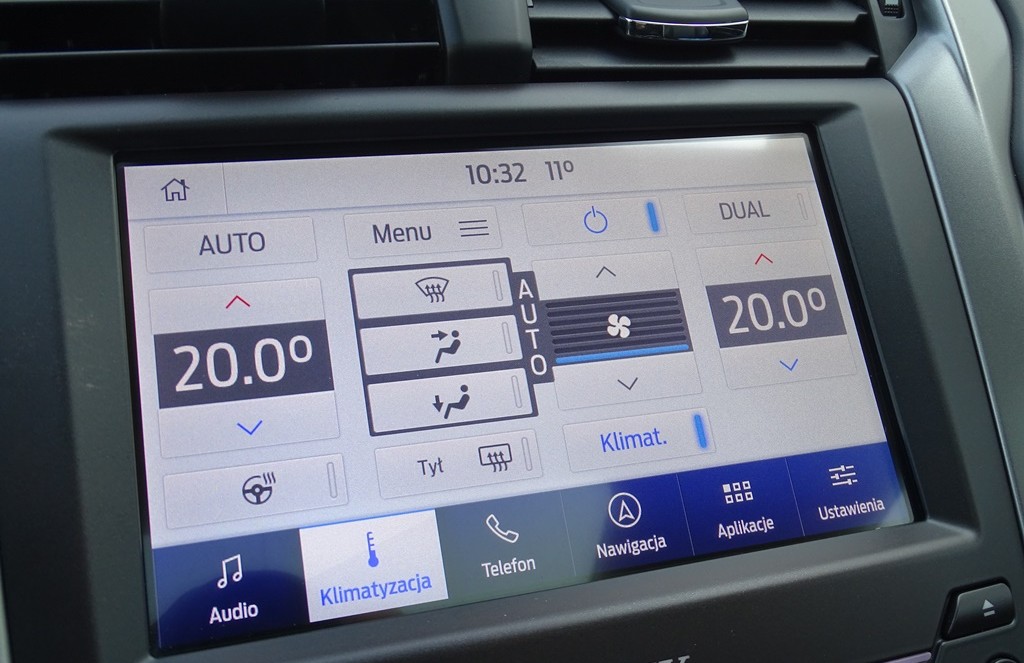 10:32 11º
AUTO
Menu
DUAL
20.0º
AUTO
20.0º
Tył
Klimat.
Audio
Klimatyzacja
Telefon
Nawigacja
Aplikacje
Ustawienia